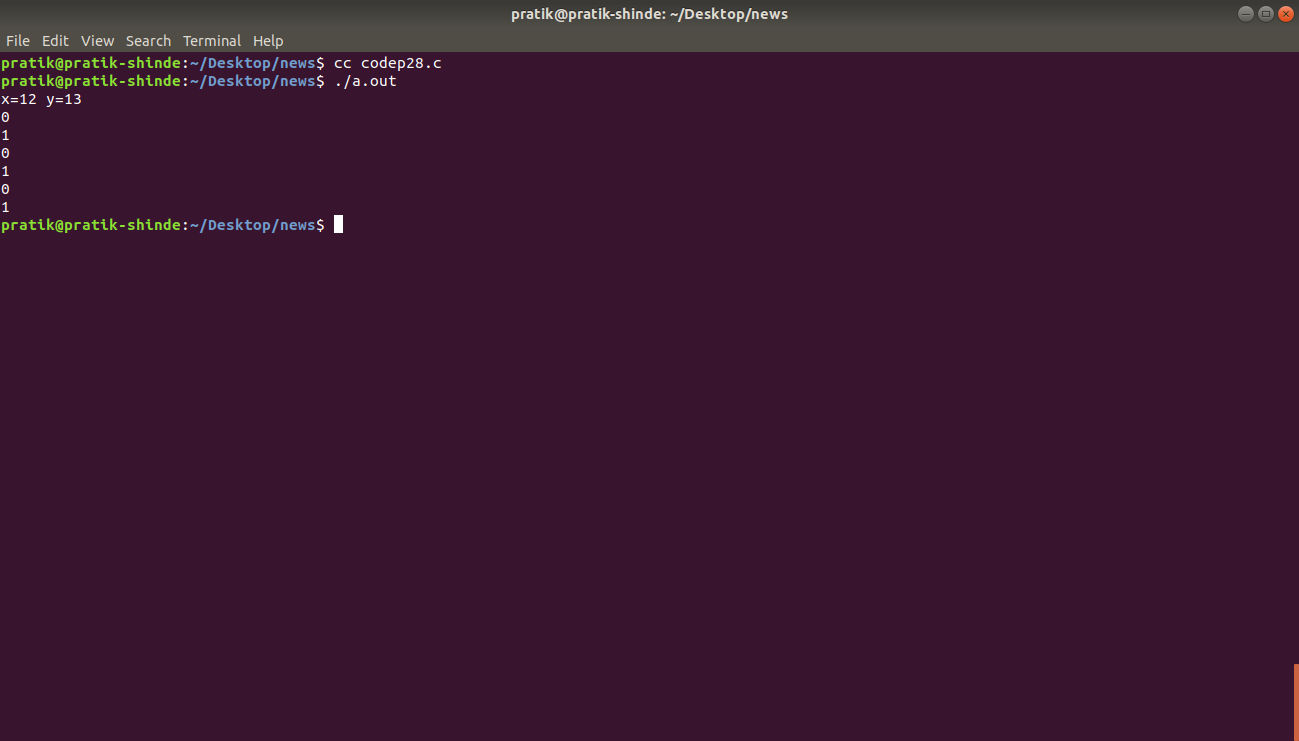 pratik@pratik-shinde: ~/Desktop/news
File Edit View Search Terminal Help
pratik@pratik-shinde:~/Desktop/news$ cc codep28.c
pratik@pratik-shinde:~/Desktop/news$ ./a.out
x=12 y=13
0
1
0
1
0
1
pratik@pratik-shinde:~/Desktop/news$